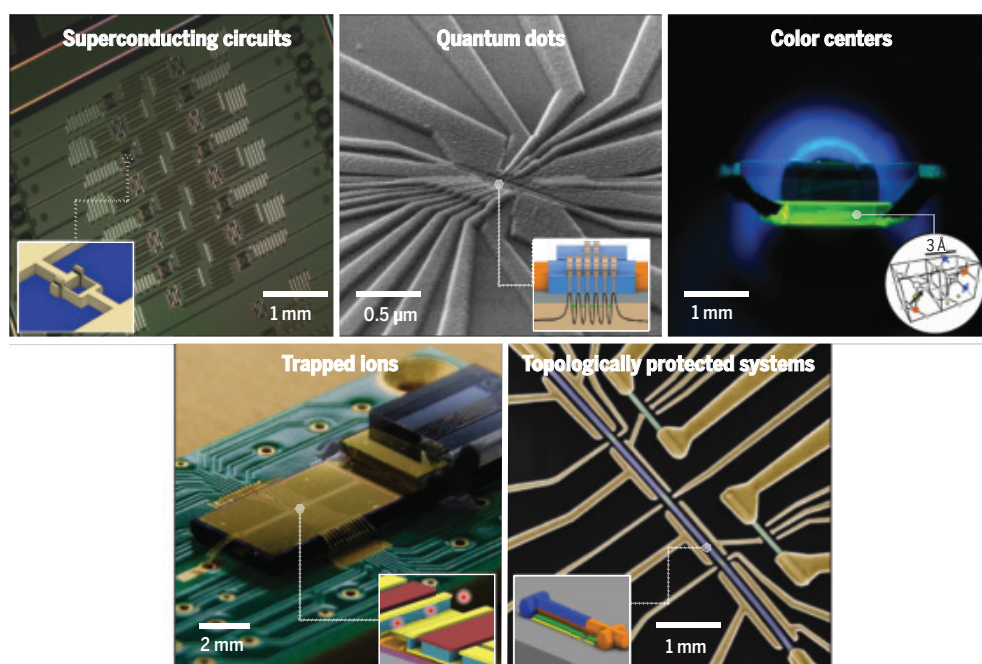 Superconducting circuits
Quantum dots
Color centers
3 Å
1 mm
0.5 µm
1 mm
Trapped ions
Topologically protected systems
2 mm
1 mm